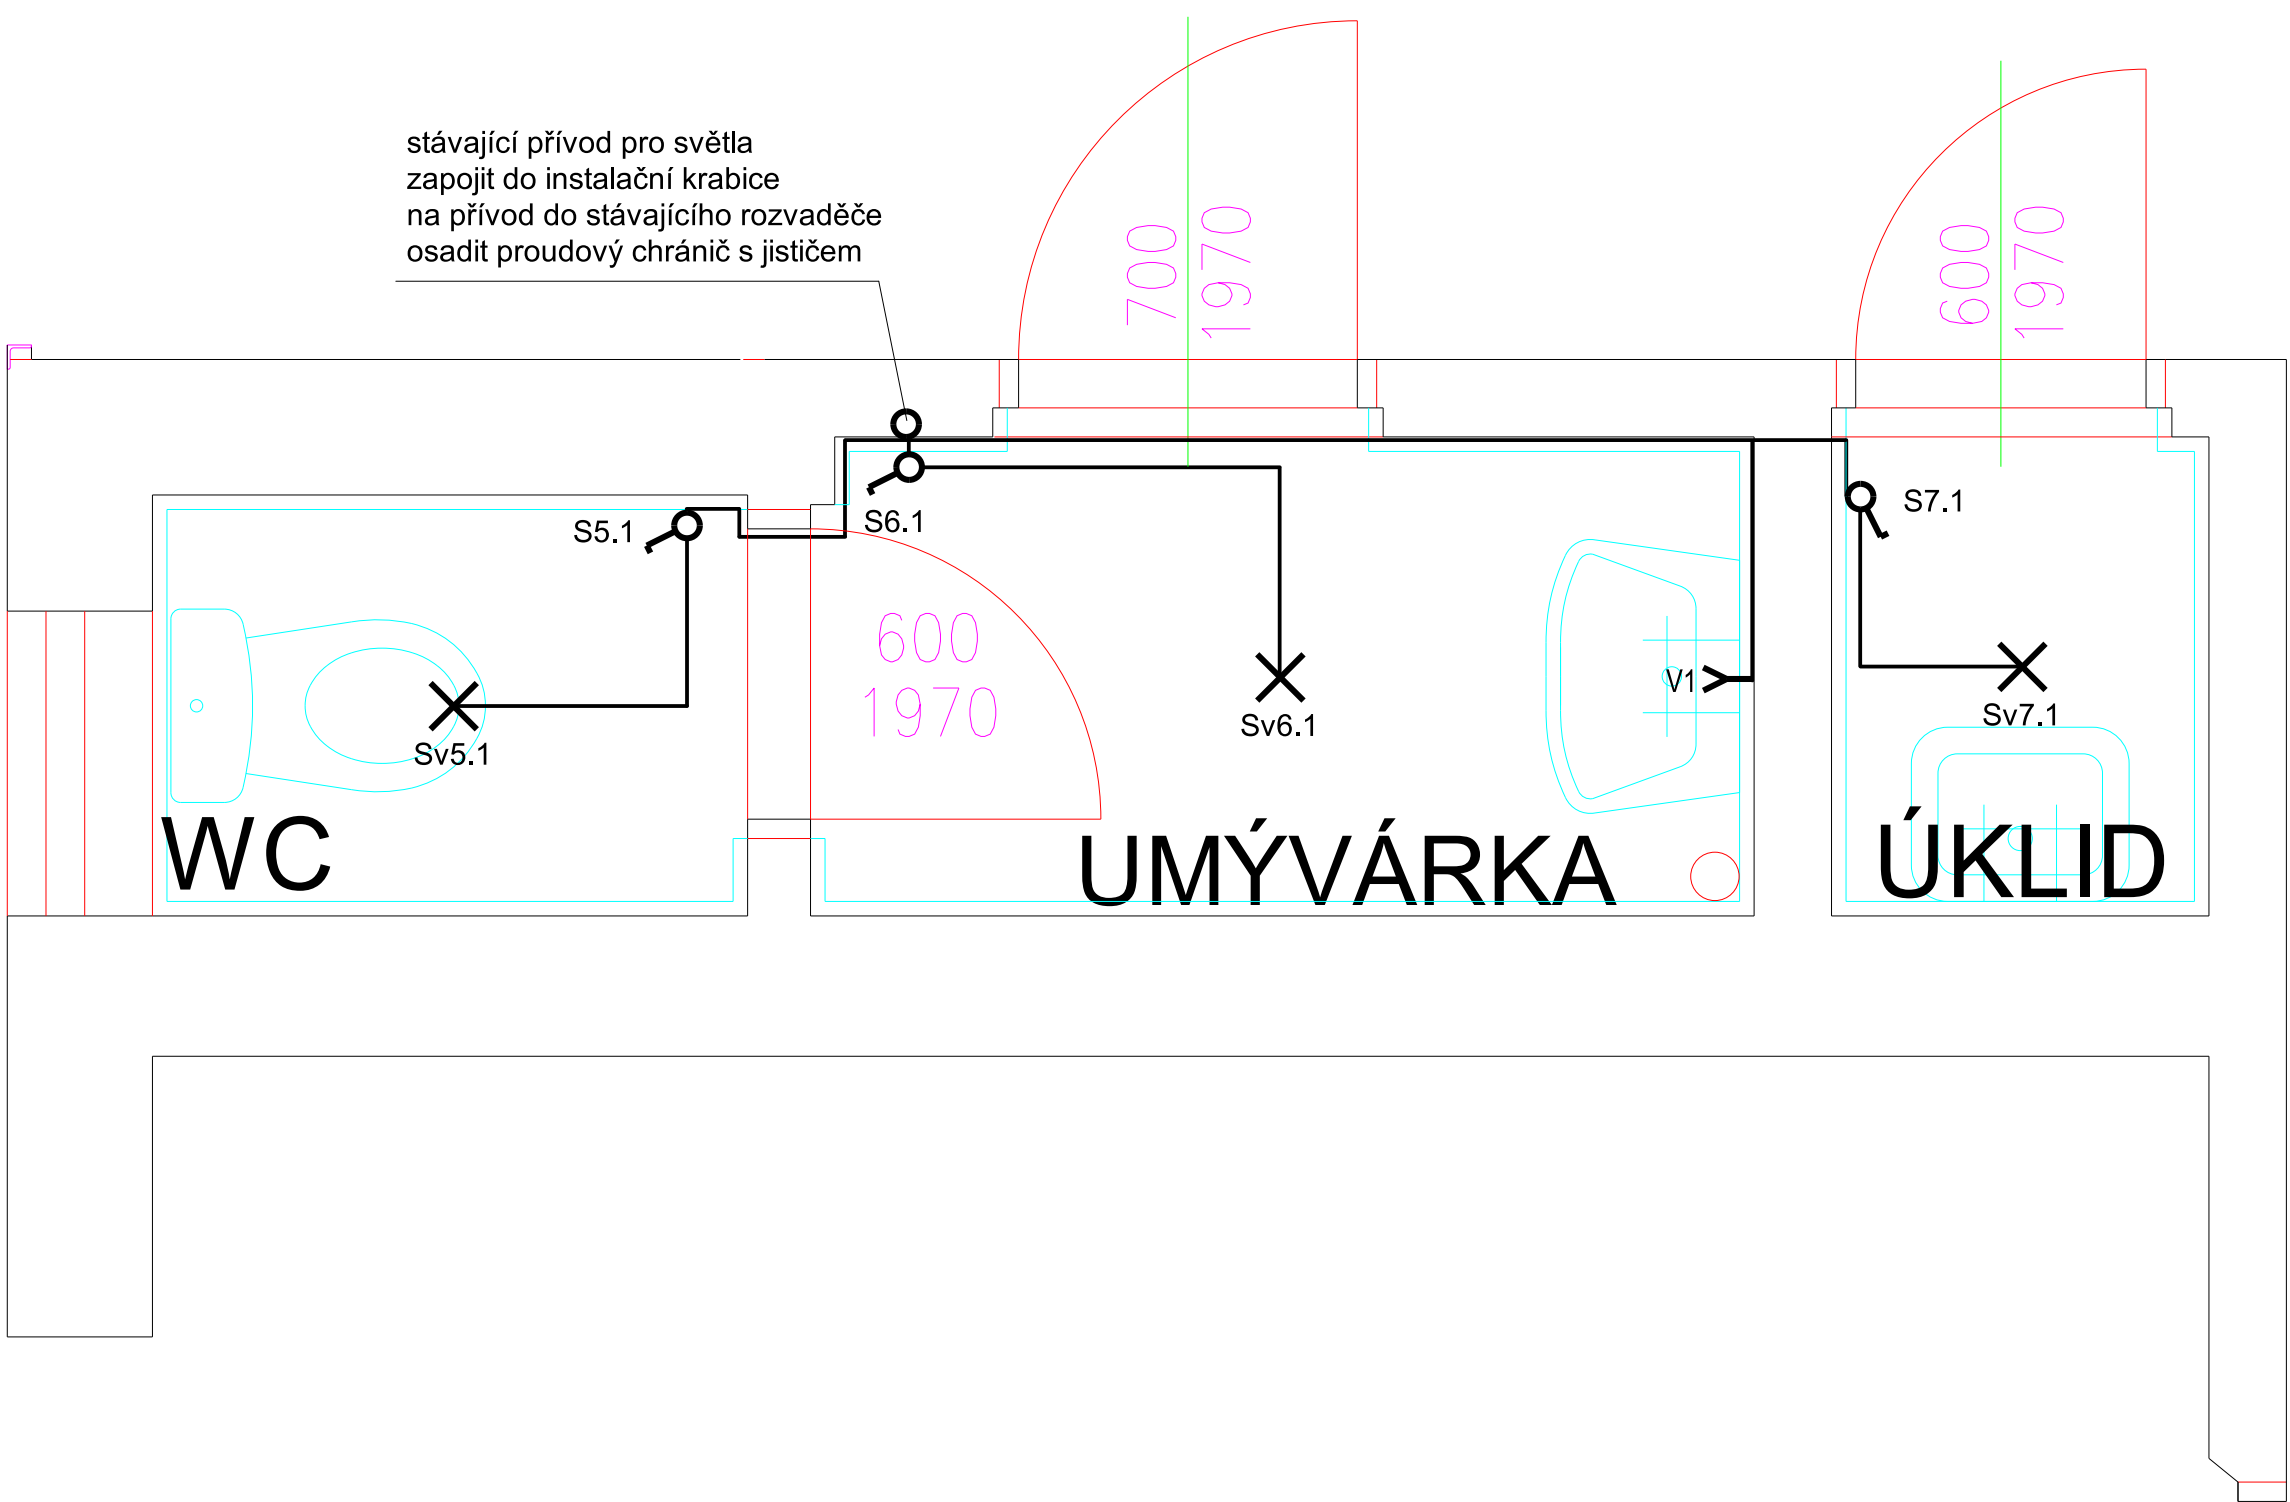 stávající přívod pro světla
zapojit do instalační krabice
na přívod do stávajícího rozvaděče
osadit proudový chránič s jističem
700
1970
600
1970
S5.1
S6.1
S7.1
600
1970
V1
Sv5.1
Sv6.1
Sv7.1
WC
UMÝVÁRKA
ÚKLID